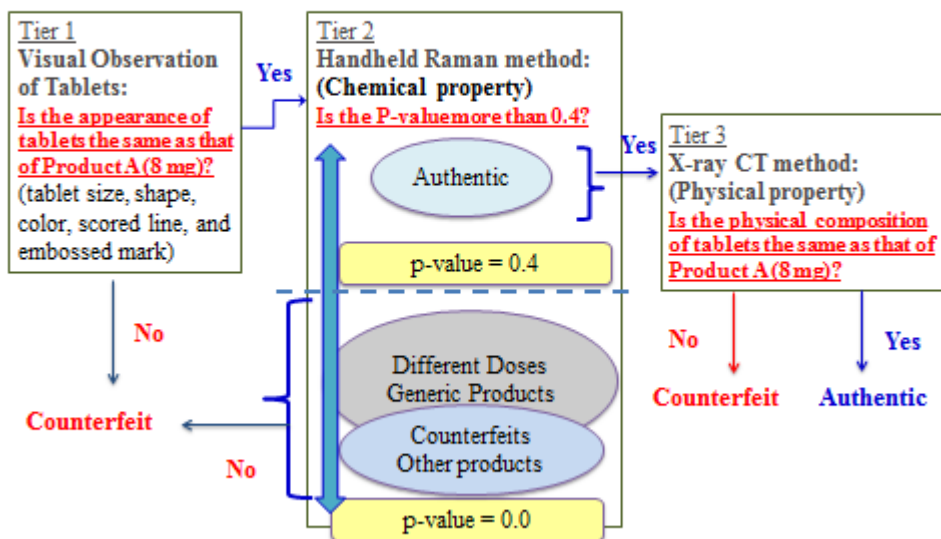 Tier 1
Visual Observation
of Tablets:
Is the appearance of
tablets the same as that
of Product A (8 mg)?
(tablet size, shape,
color, scored line, and
embossed mark)
Yes
No
Counterfeit
Tier 2
Handheld Raman method:
(Chemical property)
Is the P-valuemore than 0.4?
Authentic
p-value = 0.4
Different Doses
Generic Products
Counterfeits
Other products
p-value = 0.0
No
Yes
Tier 3
X-ray CT method:
(Physical property)
Is the physical composition
of tablets the same as that of
Product A (8 mg)?
No
Yes
Counterfeit
Authentic